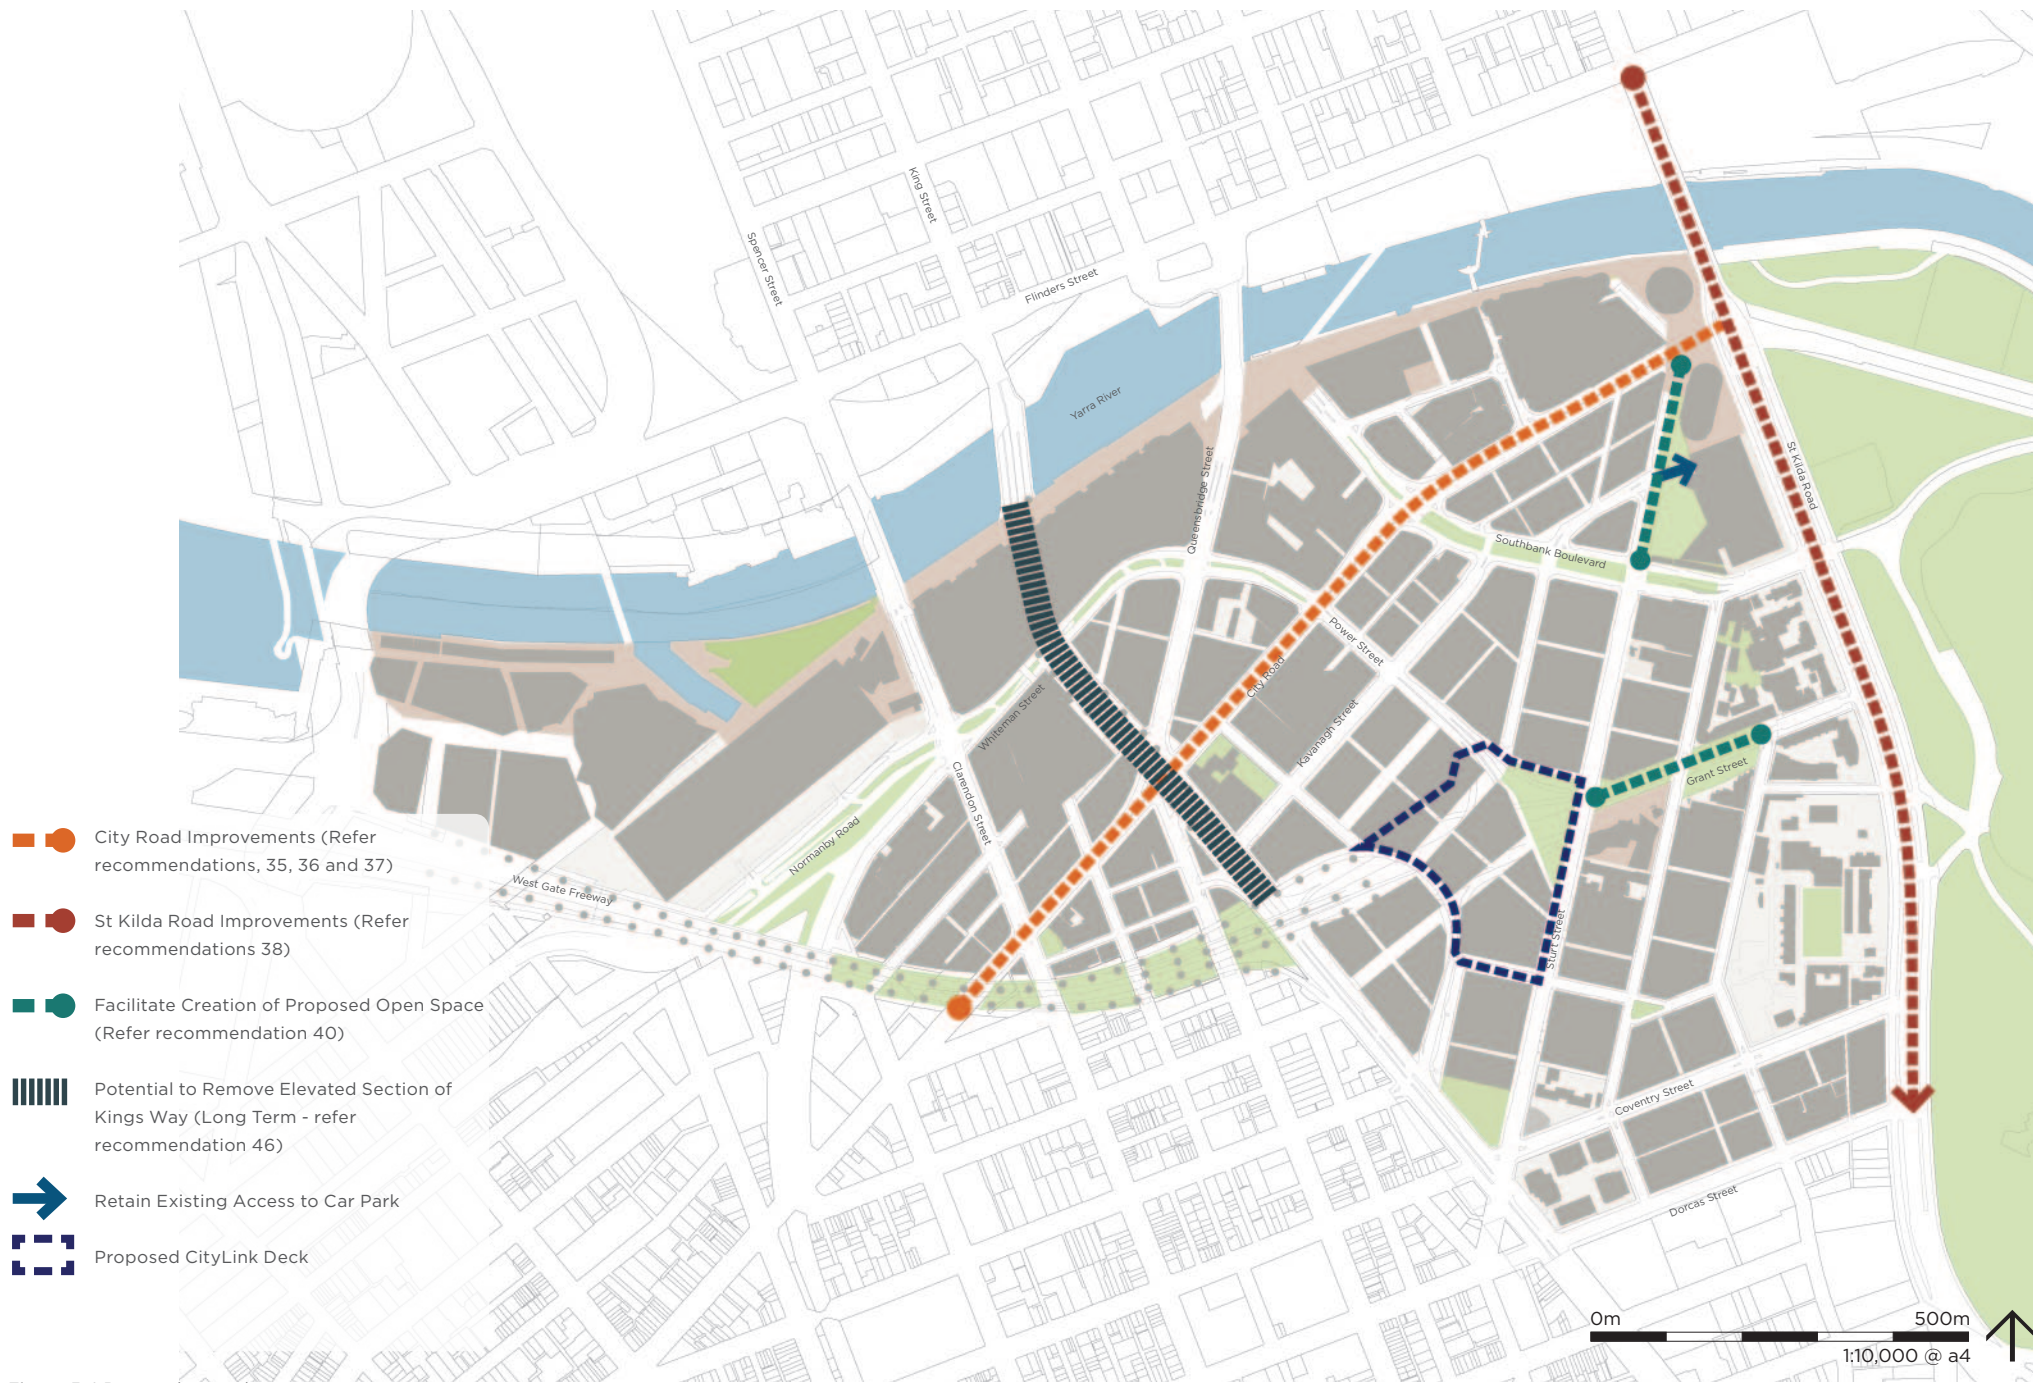 King Street
Spencer Street
Flinders Street
Yarra River
Queensbridge Street
St Kilda Road
Southbank Boulevard
Power Street
City Road
Whiteman Street
Kavanagh Street
Clarendon Street
Grant Street
Normanby Road
West Gate Freeway
Sturt Street
Coventry Street
Dorcas Street
City Road Improvements (Refer
recommendations, 35, 36 and 37)
St Kilda Road Improvements (Refer
recommendations 38)
Facilitate Creation of Proposed Open Space
(Refer recommendation 40)
Potential to Remove Elevated Section of
Kings Way (Long Term - refer
recommendation 46)
Retain Existing Access to Car Park
Proposed CityLink Deck
0m 500m
1:10,000 @ a4